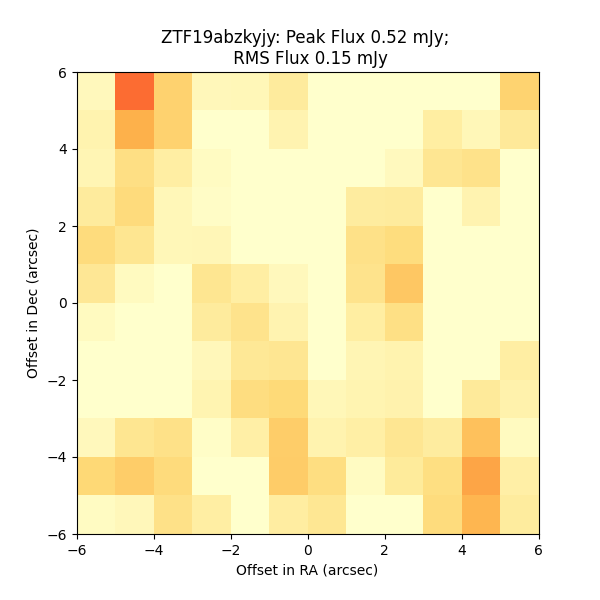 ZTF19abzkyjy: Peak Flux 0.52 mJy;
RMS Flux 0.15 mJy
6
4
2
0
−2
−4
−6
Offset in Dec (arcsec)
−6 −4 −2 0 2 4 6
Offset in RA (arcsec)